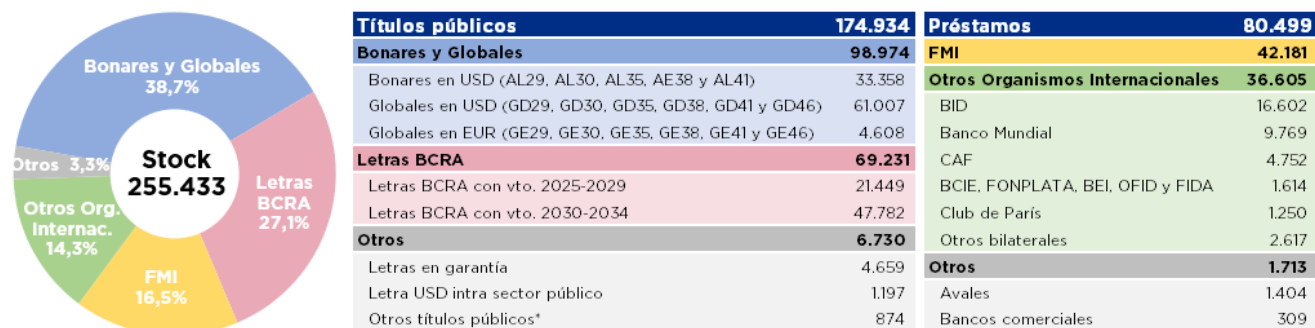 Bonares y Globales
38,7%
Otros 3,3%
Stock
255.433
Letras
BCRA
27,1%
Otros Org.
Internac.
14,3%
FMI
16,5%
Títulos públicos 174.934
Bonares y Globales 98.974
Bonares en USD (AL29, AL30, AL35, AE38 y AL41) 33.358
Globales en USD (GD29, GD30, GD35, GD38, GD41 y GD46) 61.007
Globales en EUR (GE29, GE30, GE35, GE38, GE41 y GE46) 4.608
Letras BCRA 69.231
Letras BCRA con vto. 2025-2029 21.449
Letras BCRA con vto. 2030-2034 47.782
Otros 6.730
Letras en garantía 4.659
Letra USD intra sector público 1.197
Otros títulos públicos* 874
Préstamos 80.499
FMI 42.181
Otros Organismos Internacionales 36.605
BID 16.602
Banco Mundial 9.769
CAF 4.752
BCIE, FONPLATA, BEI, OFID y FIDA 1.614
Club de París 1.250
Otros bilaterales 2.617
Otros 1.713
Avales 1.404
Bancos comerciales 309